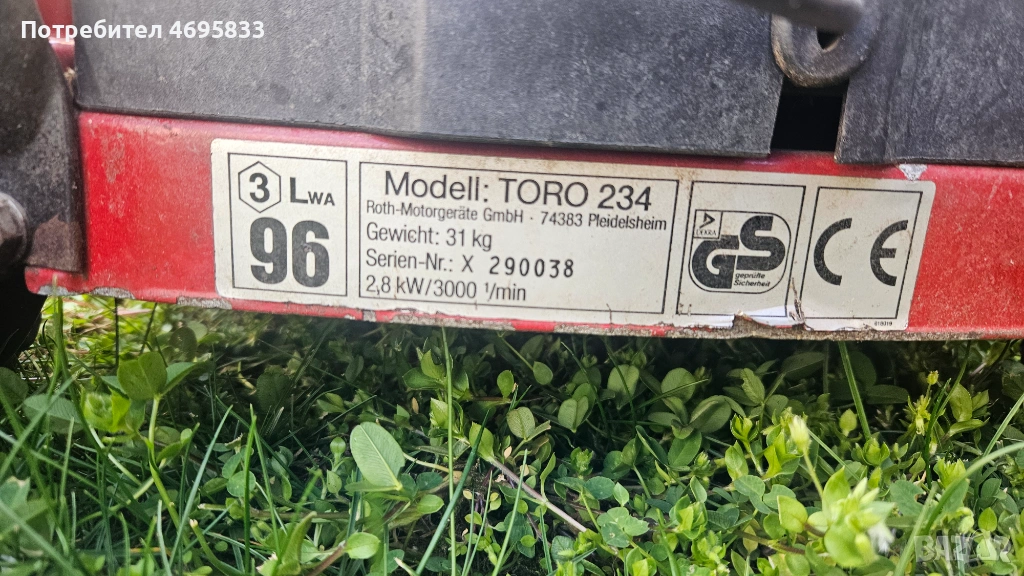 Потребител 4695833
3 LWA
96
Modell: TORO 234
Roth-Motorgeräte GmbH · 74383 Pleidelsheim
Gewicht: 31 kg
Serien-Nr.: X 290038
2,8 kW/3000 1/min
DEKRA
GS
geprüfte
Sicherheit
CE